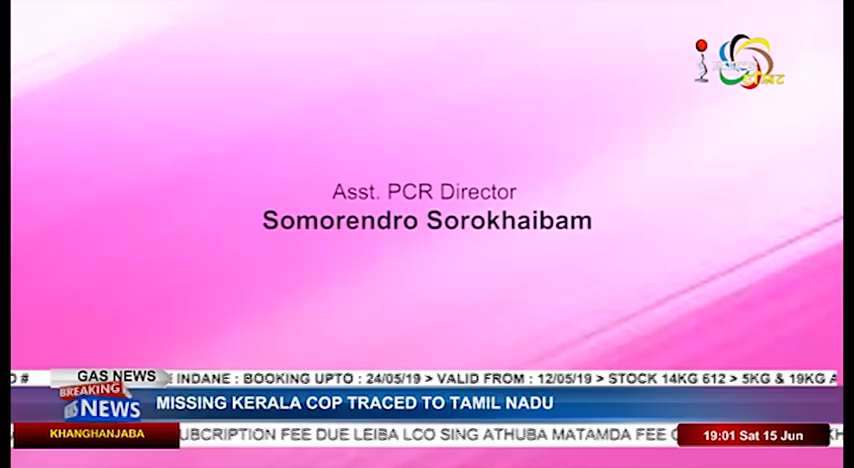 Asst. PCR Director
Somorendro Sorokhaibam
D # GAS NEWS E INDANE : BOOKING UPTO : 24/05/19 > VALID FROM : 12/05/19 > STOCK 14KG 612 > 5KG & 19KG A
BREAKING
NEWS
MISSING KERALA COP TRACED TO TAMIL NADU
KHANGHANJABA UBCRIPTION FEE DUE LEIBA LCO SING ATHUBA MATAMDA FEE 19:01 Sat 15 Jun